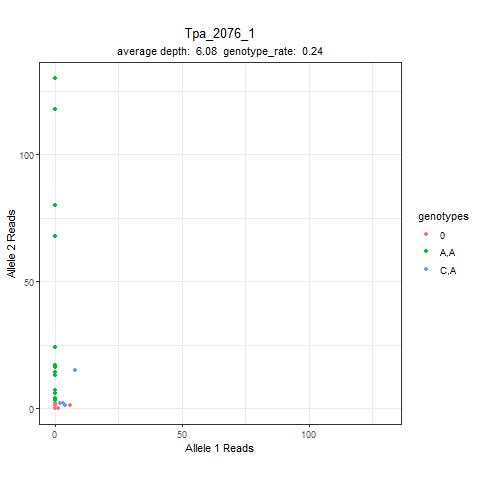 Tpa_2076_1
average depth: 6.08 genotype_rate: 0.24
Allele 2 Reads
100
50
0
0
50
100
Allele 1 Reads
genotypes
0
A,A
C,A